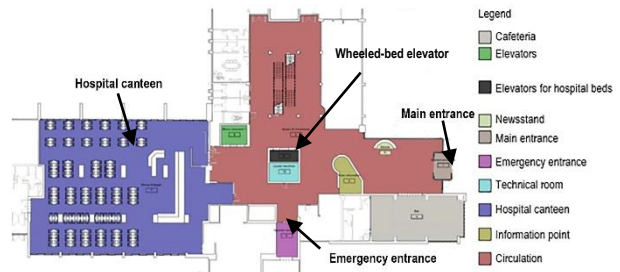 Legend
Cafeteria
Elevators
Elevators for hospital beds
Newsstand
Main entrance
Emergency entrance
Technical room
Hospital canteen
Information point
Circulation
Wheeled-bed elevator
Hospital canteen
Main entrance
Emergency entrance